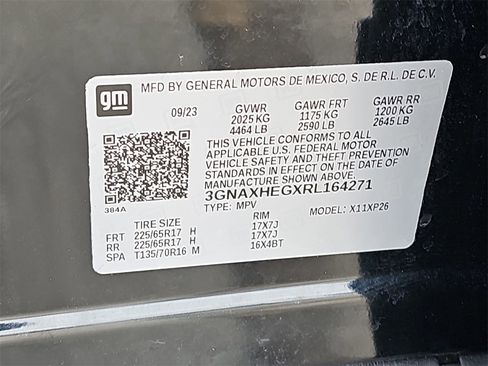 gm
MFD BY GENERAL MOTORS DE MEXICO, S. DE R.L. DE C.V.
09/23 GVWR GAWR FRT GAWR RR
2025 KG 1175 KG 1200 KG
4464 LB 2590 LB 2645 LB
THIS VEHICLE CONFORMS TO ALL
APPLICABLE U.S. FEDERAL MOTOR
VEHICLE SAFETY AND THEFT PREVENTION
STANDARDS IN EFFECT ON THE DATE OF
MANUFACTURE SHOWN ABOVE.
3GNAXHEGXRL164271
384A TYPE: MPV MODEL: X11XP26
TIRE SIZE RIM
FRT 225/65R17 H 17X7J
RR 225/65R17 H 17X7J
SPA T135/70R16 M 16X4BT